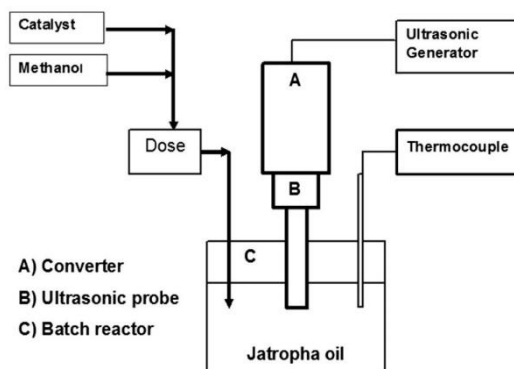 Catalyst
Methanol
Dose
A
B
C
Ultrasonic
Generator
Thermocouple
A) Converter
B) Ultrasonic probe
C) Batch reactor
Jatropha oil